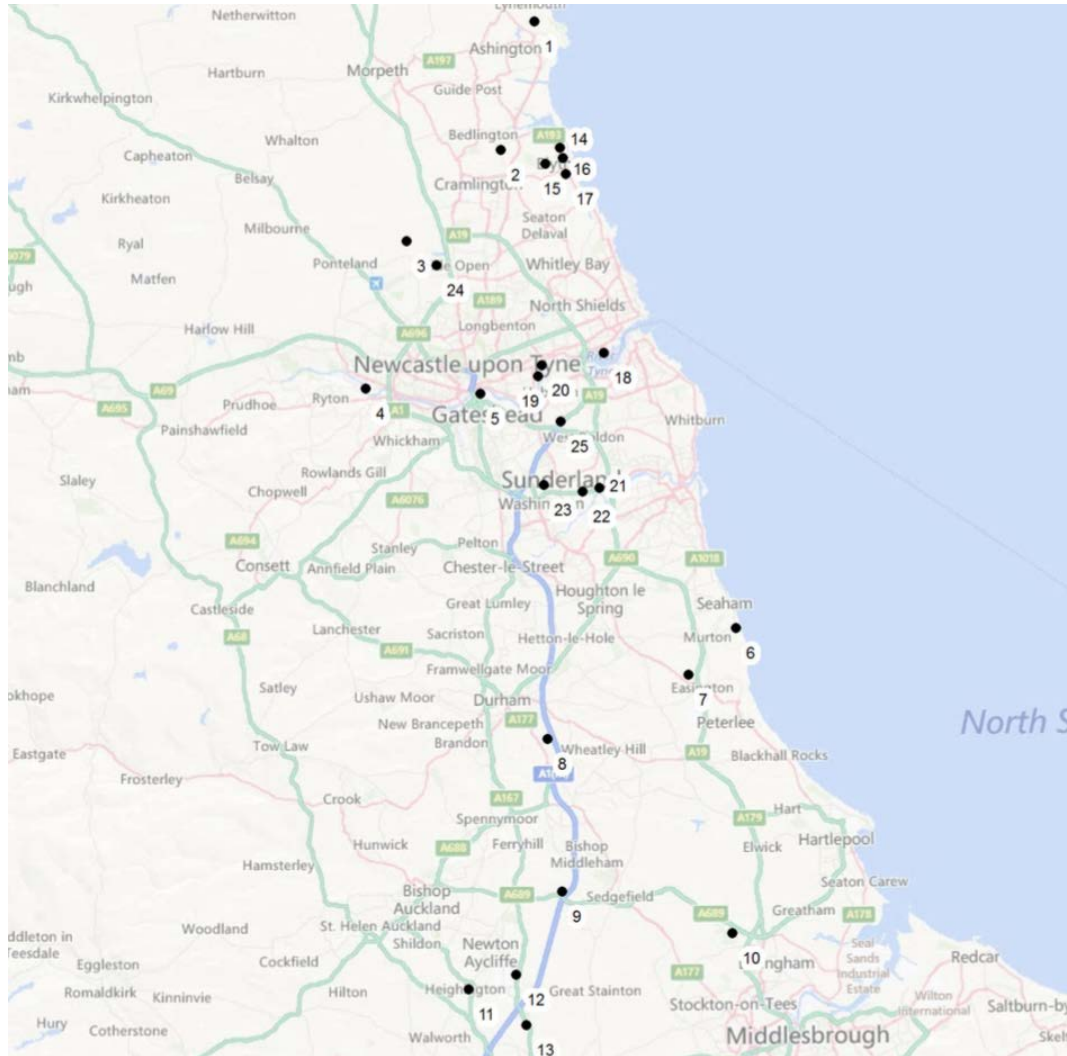 Netherwitton
Ashington
1
A197
Morpeth
Hartburn
Guide Post
Kirkwhelpington
Bedlington
A193
14
Whalton
Capheaton
2
16
Belsay
Cramlington
15
17
Kirkheaton
Seaton
Delaval
Milbourne
A19
Ryal
Ponteland
3
Whitley Bay
Matfen
24
A189
North Shields
Longbenton
Harlow Hill
A696
Newcastle upon Tyne
18
A69
20
Ryton
19
A19
Prudhoe
4
5
A695
A1
Gateshead
Whitburn
Painshawfield
Whickham
25
Rowlands Gill
Slaley
Sunderland
21
Chopwell
A6076
Washington
23
22
A694
Pelton
Stanley
A690
A1018
Consett
Annfield Plain
Chester-le-Street
Blanchland
Houghton le
Spring
Castleside
Great Lumley
Seaham
Lanchester
Sacriston
Hetton-le-Hole
Murton
A68
A691
6
Framwellgate Moor
Satley
Ushaw Moor
Durham
Easington
7
New Brancepeth
A177
Peterlee
North S
Tow Law
Brandon
Wheatley Hill
Eastgate
8
A19
Blackhall Rocks
Frosterley
Crook
A167
Hart
Spennymoor
A179
Hunwick
Ferryhill
Bishop
Middleham
Elwick
Hartlepool
A688
Hamsterley
Bishop
Auckland
A689
Sedgefield
Seaton Carew
9
A689
Greatham
A178
Woodland
St. Helen Auckland
Shildon
Newton
Aycliffe
10
Seal
Sands
Industrial
Estate
Redcar
Eggleston
Cockfield
A177
Romaldkirk
Kinninvie
Hilton
Heighington
12
Great Stainton
Stockton-on-Tees
Wilton
International
Saltburn-by
Hury
Cotherstone
11
Walworth
13
Middlesbrough